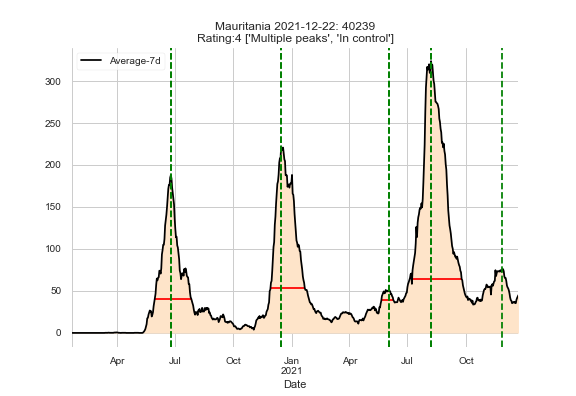 Mauritania 2021-12-22: 40239
Rating:4 ['Multiple peaks', 'In control']
Average-7d
300
250
200
150
100
50
0
Apr Jul Oct Jan Apr Jul Oct
2021
Date